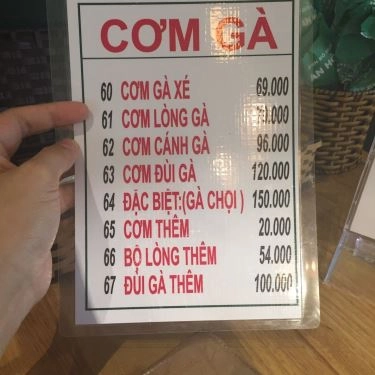 CƠM GÀ
60 CƠM GÀ XÉ 69.000
61 CƠM LÒNG GÀ
62 CƠM CÁNH GÀ 96.000
63 CƠM ĐÙI GÀ 120.000
64 ĐẶC BIỆT:(GÀ CHỌI) 150.000
65 CƠM THÊM 20.000
66 BỘ LÒNG THÊM 54.000
67 ĐÙI GÀ THÊM 100.000